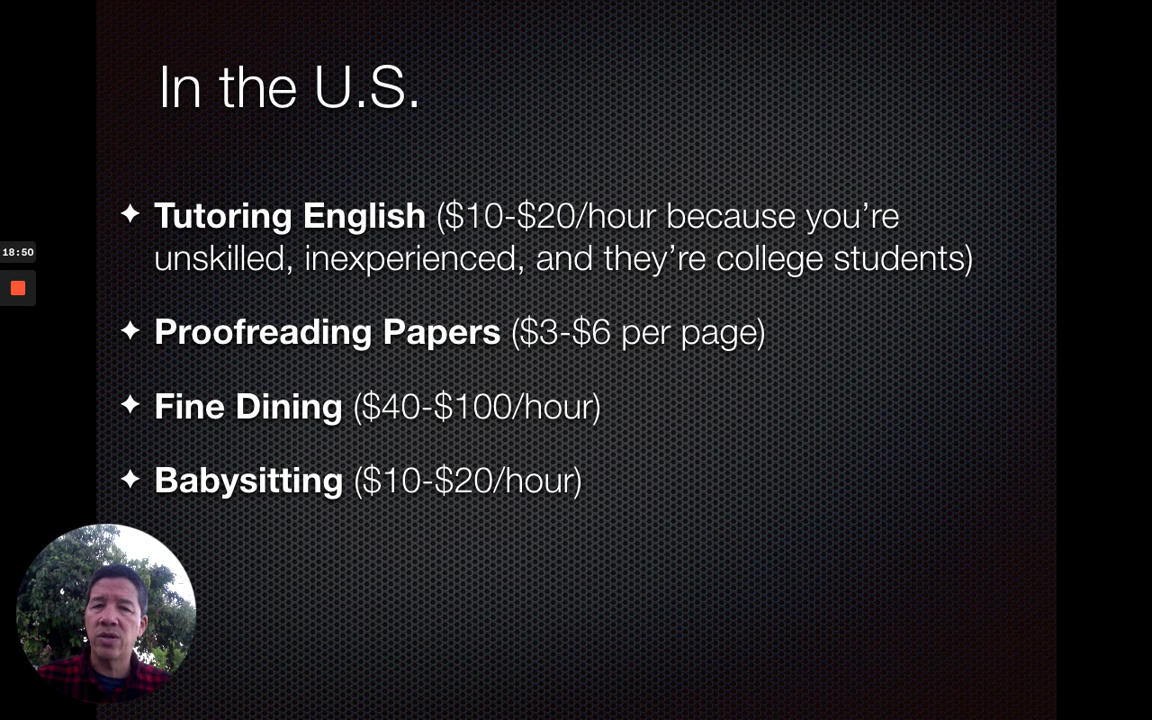 In the U.S.
✦ Tutoring English ($10-$20/hour because you’re
unskilled, inexperienced, and they’re college students)
18:50
✦ Proofreading Papers ($3-$6 per page)
✦ Fine Dining ($40-$100/hour)
✦ Babysitting ($10-$20/hour)